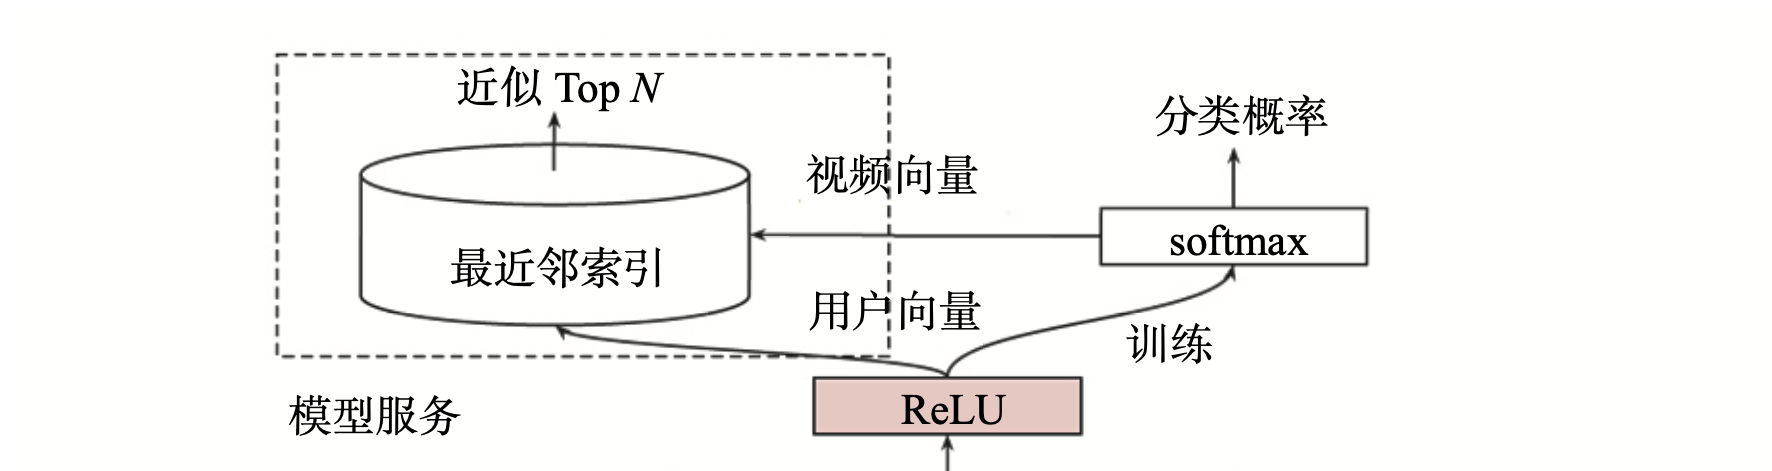 近似 Top N
分类概率
视频向量
softmax
最近邻索引
用户向量
训练
ReLU
模型服务